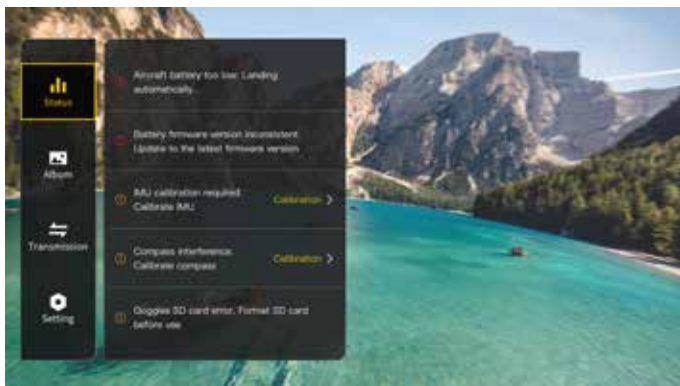 Status
Album
Transmission
Setting
Aircraft battery too low. Landing
automatically.
Battery firmware version inconsistent.
Update to the latest firmware version
IMU calibration required.
Calibrate IMU
Calibration
Compass interference.
Calibrate compass
Calibration
Goggles SD card error. Format SD card
before use